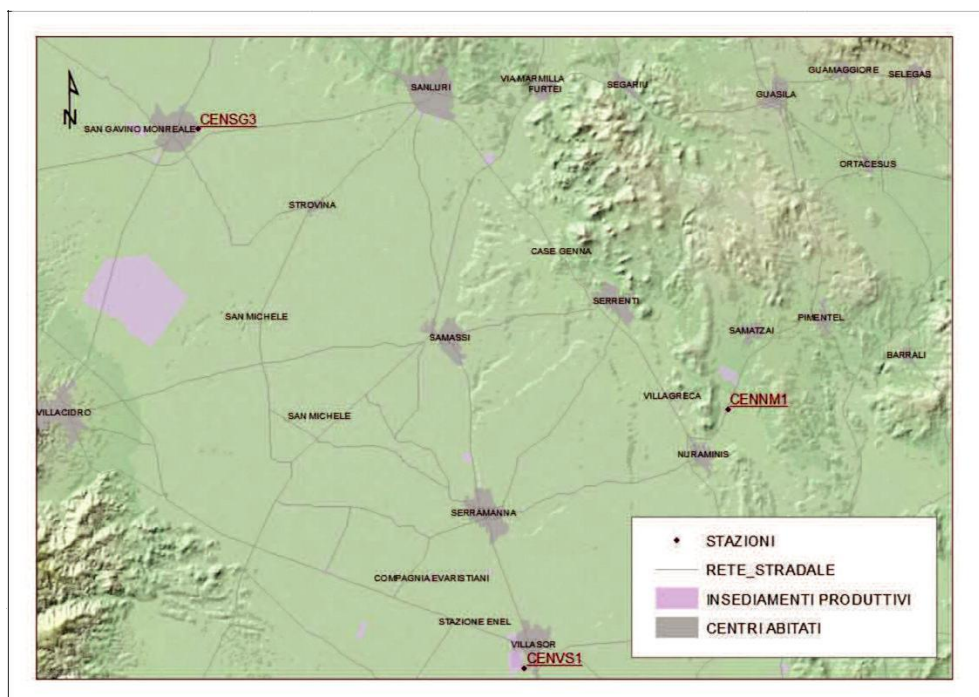 N
SANLURI
VIA MARMILLA
FURTEI
SEGARIU
GUASILA
GUAMAGGIORE
SELEGAS
CENSG3
SAN GAVINO MONREALE
ORTACESUS
STROVINA
CASE GENNA
SERRENTI
SAN MICHELE
SAMASSI
SAMATZAI
PIMENTEL
BARRALI
VILLACIDRO
SAN MICHELE
VILLAGRECA
CENNM1
NURAMINIS
SERRAMANNA
COMPAGNIA EVARISTIANI
STAZIONE ENEL
VILLASOR
CENVS1
STAZIONI
RETE_STRADALE
INSEDIAMENTI PRODUTTIVI
CENTRI ABITATI